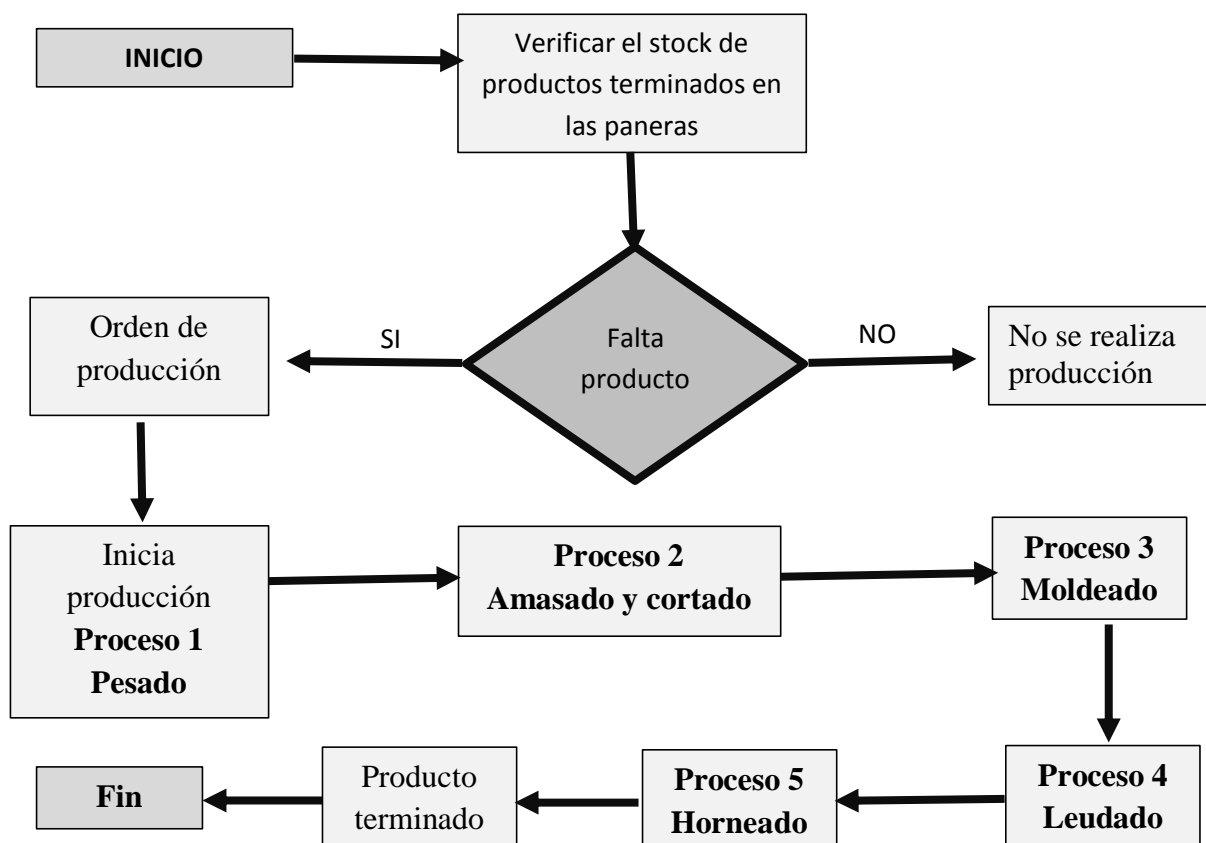 INICIO
Verificar el stock de
productos terminados en
las paneras
Falta
producto
SI
NO
Orden de
producción
No se realiza
producción
Inicia
producción
Proceso 1
Pesado
Proceso 2
Amasado y cortado
Proceso 3
Moldeado
Proceso 4
Leudado
Proceso 5
Horneado
Producto
terminado
Fin